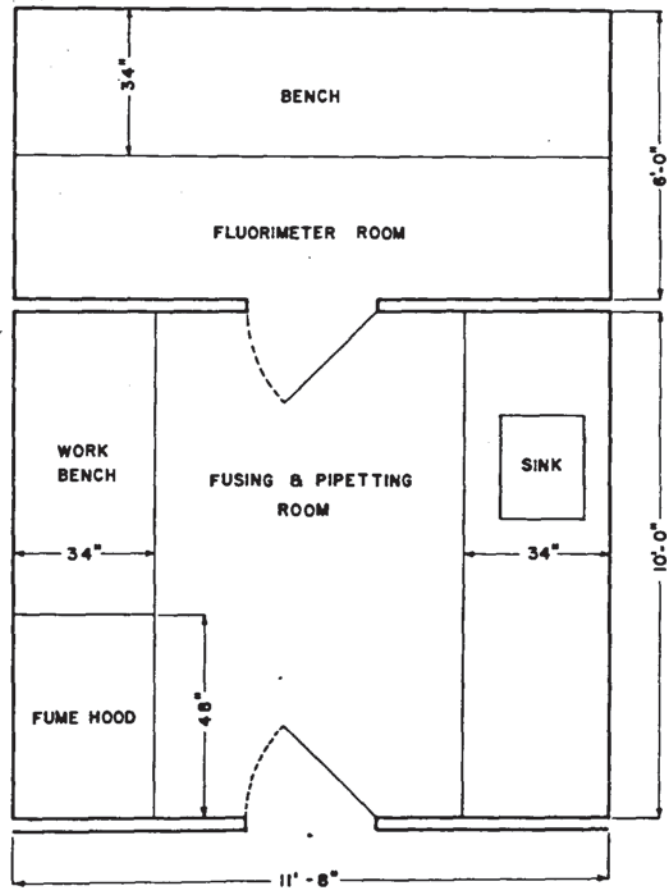 34"
BENCH
6'-0"
FLUORIMETER ROOM
WORK
BENCH
FUSING & PIPETTING
ROOM
SINK
34"
34"
10'-0"
FUME HOOD
48"
11'-8"